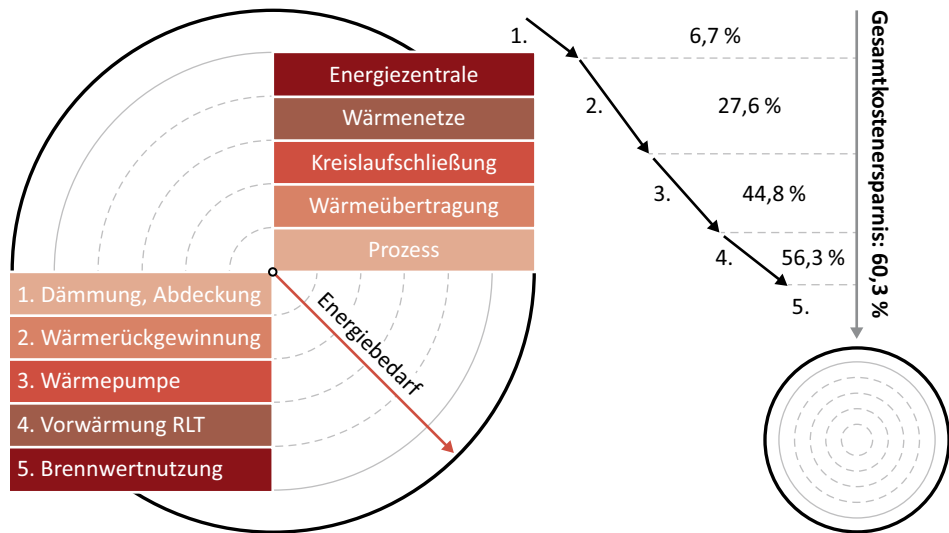 Energiezentrale
Wärmenetze
Kreislaufschließung
Wärmeübertragung
Prozess
1. Dämmung, Abdeckung
2. Wärmerückgewinnung
3. Wärmepumpe
4. Vorwärmung RLT
5. Brennwertnutzung
Energiebedarf
1.
6,7 %
2.
27,6 %
3.
44,8 %
4.
56,3 %
5.
Gesamtkostenersparnis: 60,3 %